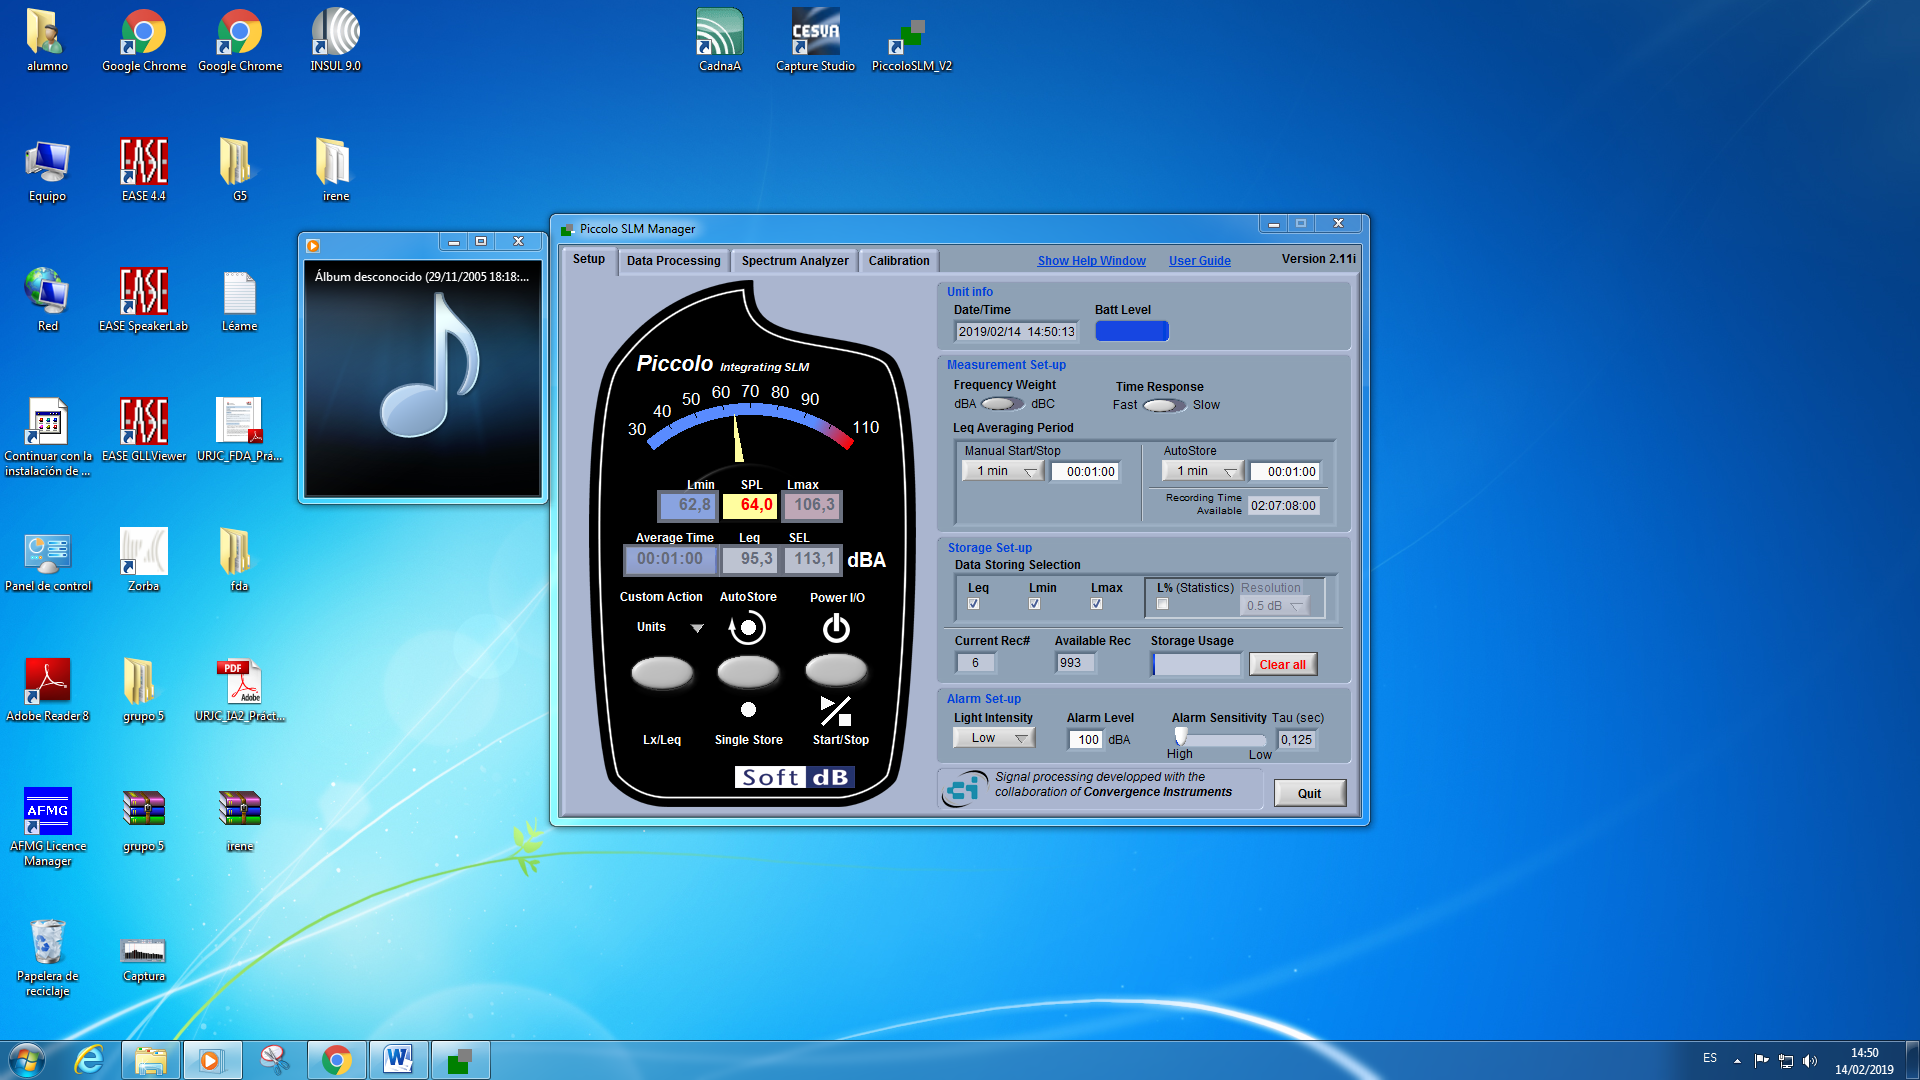 alumno
Google Chrome
Google Chrome
INSUL 9.0
CESVA
CadnaA
Capture Studio
PiccoloSLM_V2
EASE
Equipo
EASE 4.4
G5
irene
EASE
Red
EASE SpeakerLab
Léame
EASE
Continuar con la
instalación de ...
EASE GLLViewer
URJC_FDA_Prá...
Panel de control
Zorba
fda
PDF
Adobe
Adobe Reader 8
grupo 5
URJC_IA2_Práct...
AFMG
AFMG Licence
Manager
grupo 5
irene
Papelera de
reciclaje
Captura
Álbum desconocido (29/11/2005 18:18:...
Piccolo SLM Manager
Setup
Data Processing
Spectrum Analyzer
Calibration
Show Help Window
User Guide
Version 2.11i
Piccolo Integrating SLM
30 40 50 60 70 80 90 110
Lmin SPL Lmax
62,8 64,0 106,3
Average Time Leq SEL
00:01:00 95,3 113,1 dBA
Custom Action AutoStore Power I/O
Units
Lx/Leq Single Store Start/Stop
Soft dB
Unit info
Date/Time Batt Level
2019/02/14 14:50:13
Measurement Set-up
Frequency Weight Time Response
dBA dBC Fast Slow
Leq Averaging Period
Manual Start/Stop AutoStore
1 min 00:01:00 1 min 00:01:00
Recording Time
Available 02:07:08:00
Storage Set-up
Data Storing Selection
Leq Lmin Lmax L% (Statistics) Resolution
0.5 dB
Current Rec# Available Rec Storage Usage
6 993 Clear all
Alarm Set-up
Light Intensity Alarm Level Alarm Sensitivity Tau (sec)
Low 100 dBA 0,125
High Low
Signal processing developped with the
collaboration of Convergence Instruments
Quit
ES
14:50
14/02/2019